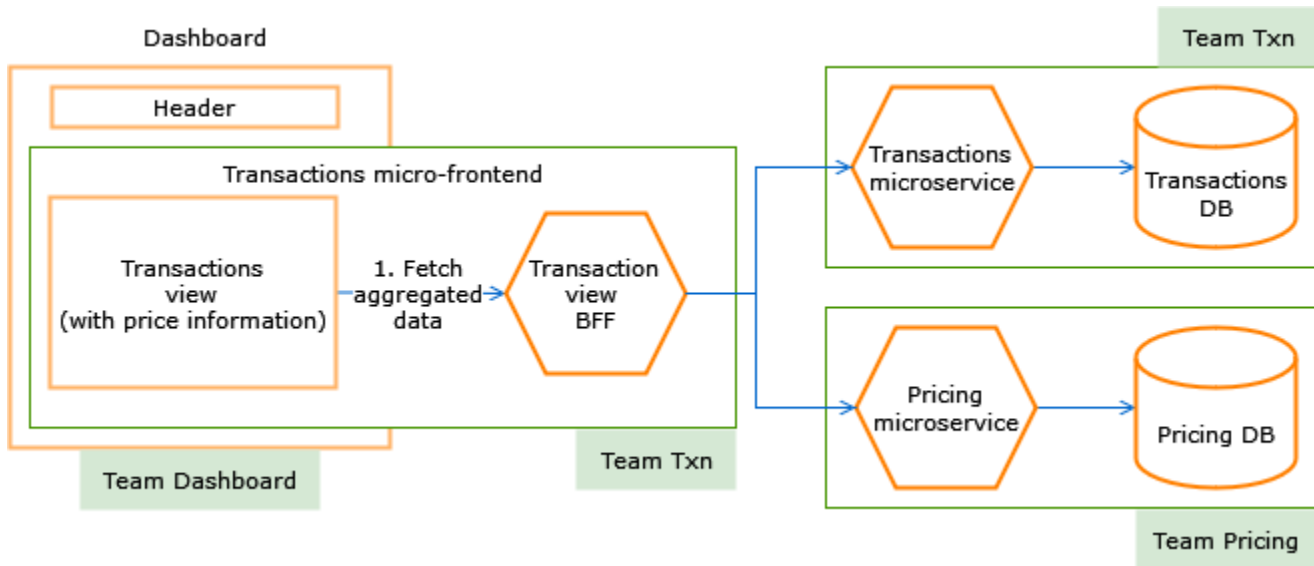 Dashboard
Header
Transactions micro-frontend
Transactions
view
(with price information)
1. Fetch
aggregated
data
Transaction
view
BFF
Team Dashboard
Team Txn
Team Txn
Transactions
microservice
Transactions
DB
Pricing
microservice
Pricing DB
Team Pricing